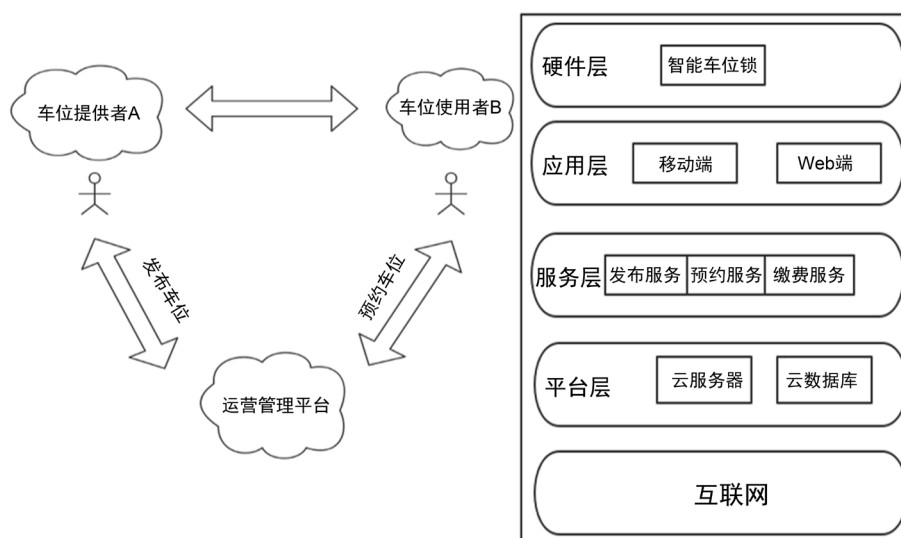 车位提供者A
车位使用者B
发布车位
预约车位
运营管理平台
硬件层
智能车位锁
应用层
移动端
Web端
服务层
发布服务
预约服务
缴费服务
平台层
云服务器
云数据库
互联网